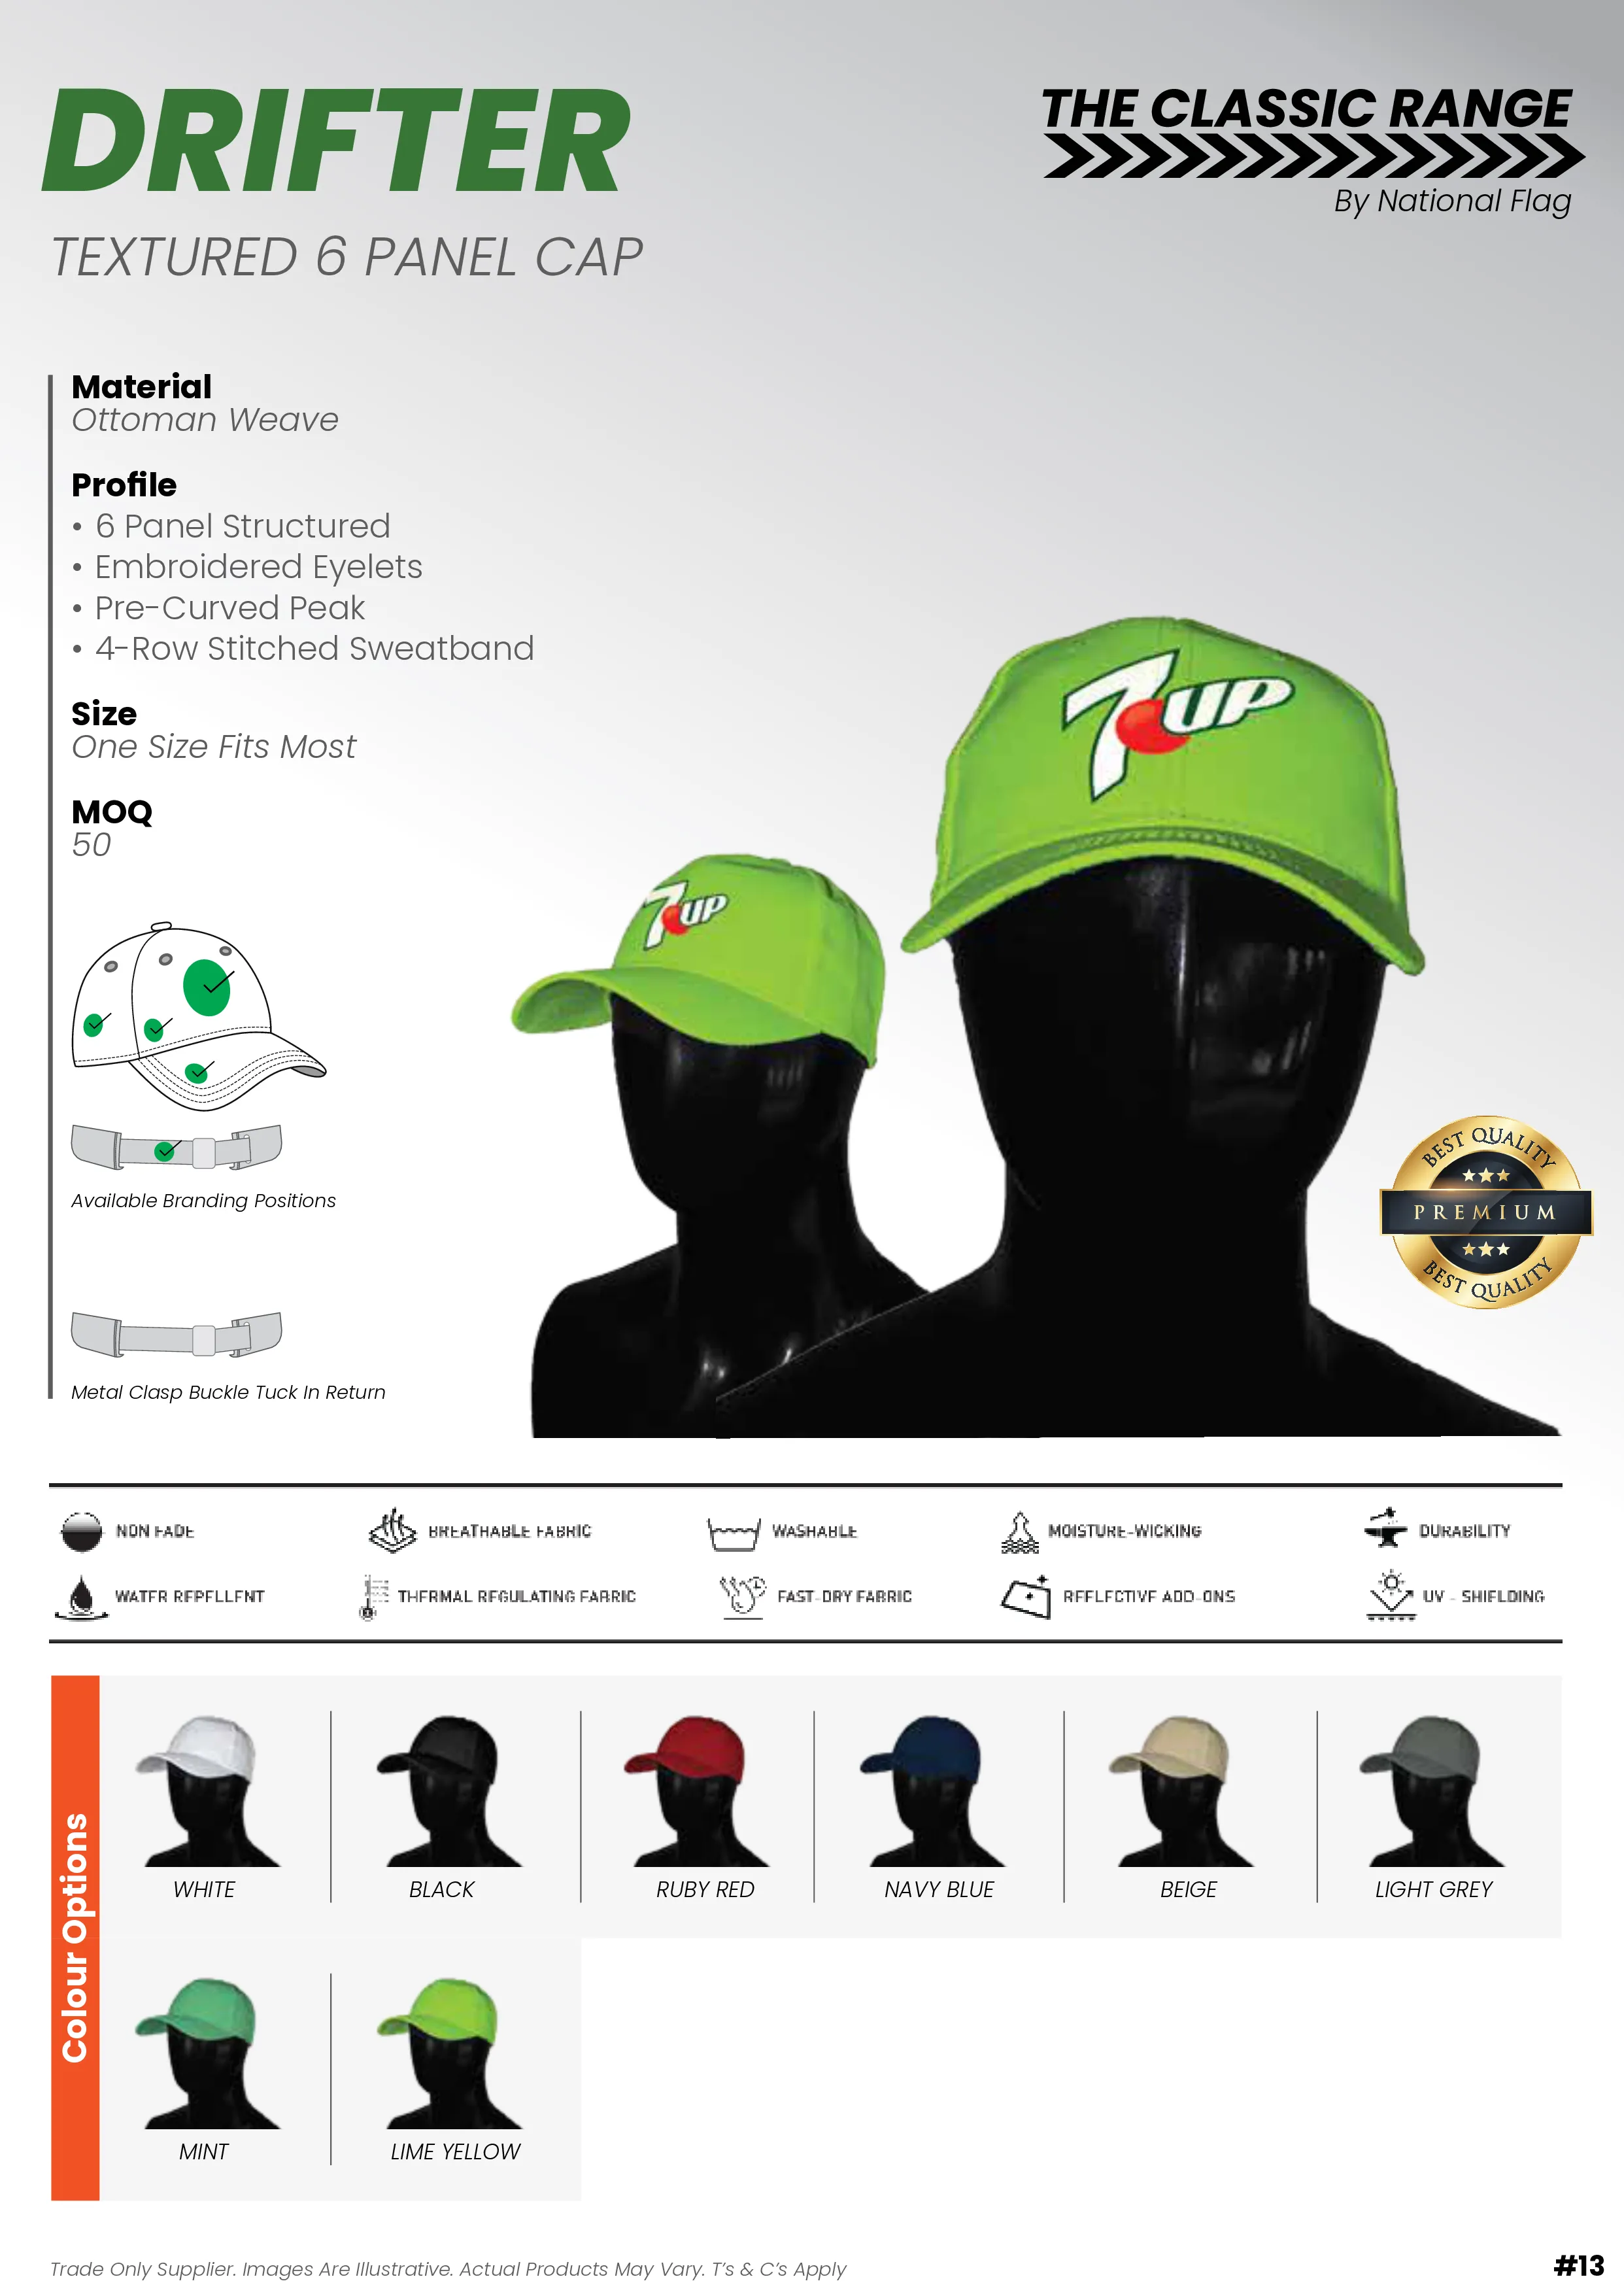 DRIFTER
TEXTURED 6 PANEL CAP
THE CLASSIC RANGE
By National Flag
Material
Ottoman Weave
Profile
• 6 Panel Structured
• Embroidered Eyelets
• Pre-Curved Peak
• 4-Row Stitched Sweatband
Size
One Size Fits Most
MOQ
50
7UP
7UP
Available Branding Positions
Metal Clasp Buckle Tuck In Return
BEST QUALITY
PREMIUM
BEST QUALITY
NON FADE
BREATHABLE FABRIC
WASHABLE
MOISTURE-WICKING
DURABILITY
WATER REPELLENT
THERMAL REGULATING FABRIC
FAST-DRY FABRIC
REFLECTIVE ADD-ONS
UV - SHIELDING
Colour Options
WHITE
BLACK
RUBY RED
NAVY BLUE
BEIGE
LIGHT GREY
MINT
LIME YELLOW
Trade Only Supplier. Images Are Illustrative. Actual Products May Vary. T's & C's Apply
#13